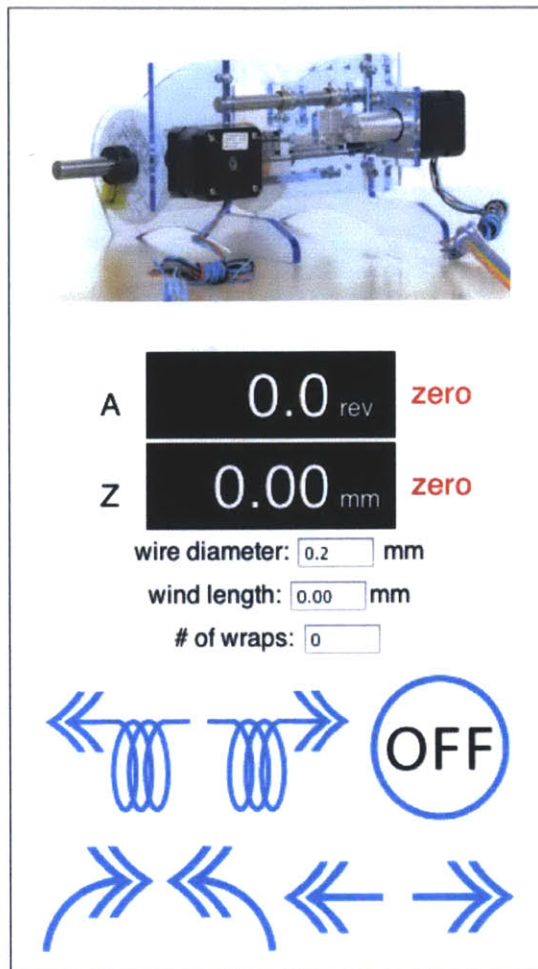 A 0.0 rev zero
Z 0.00 mm zero
wire diameter: 0.2 mm
wind length: 0.00 mm
# of wraps: 0
OFF